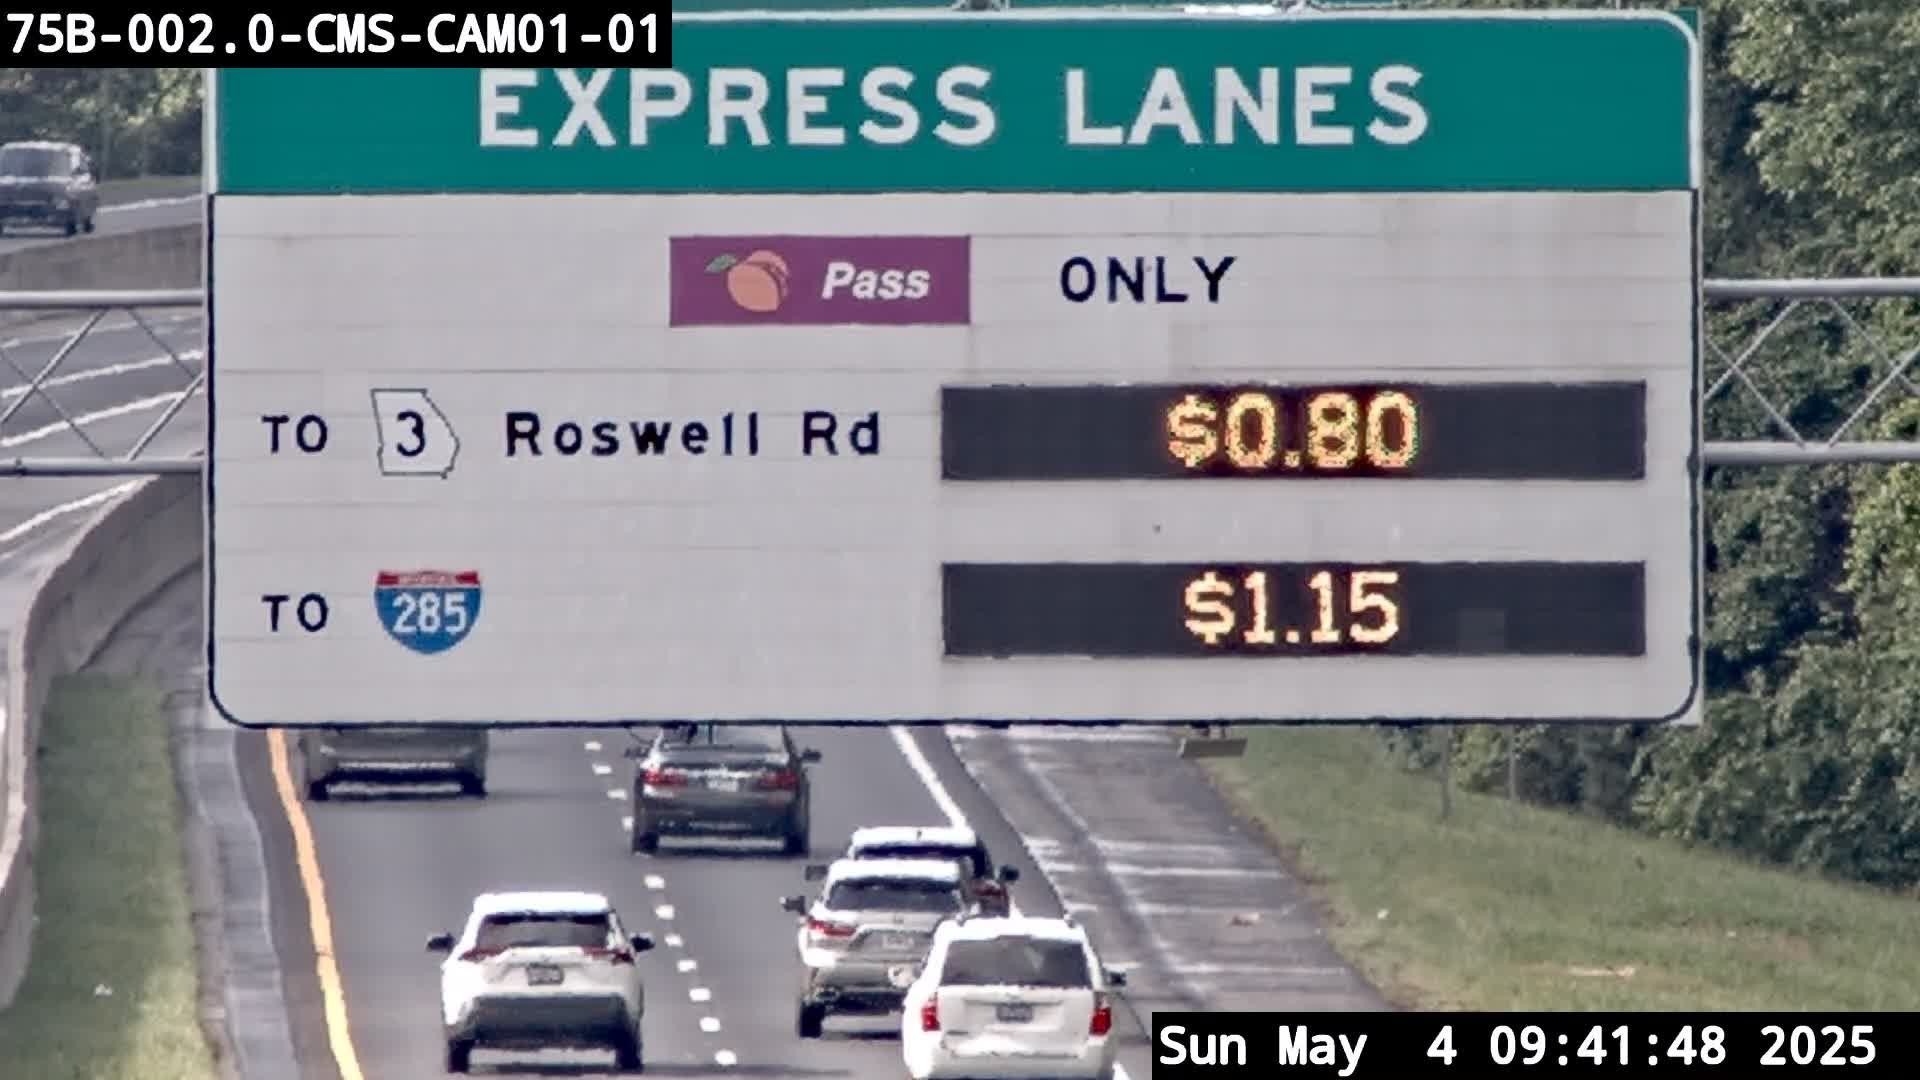 75B-002.0-CMS-CAM01-01
EXPRESS LANES
Pass ONLY
TO 3 Roswell Rd $0.80
TO 285 $1.15
Sun May 4 09:41:48 2025